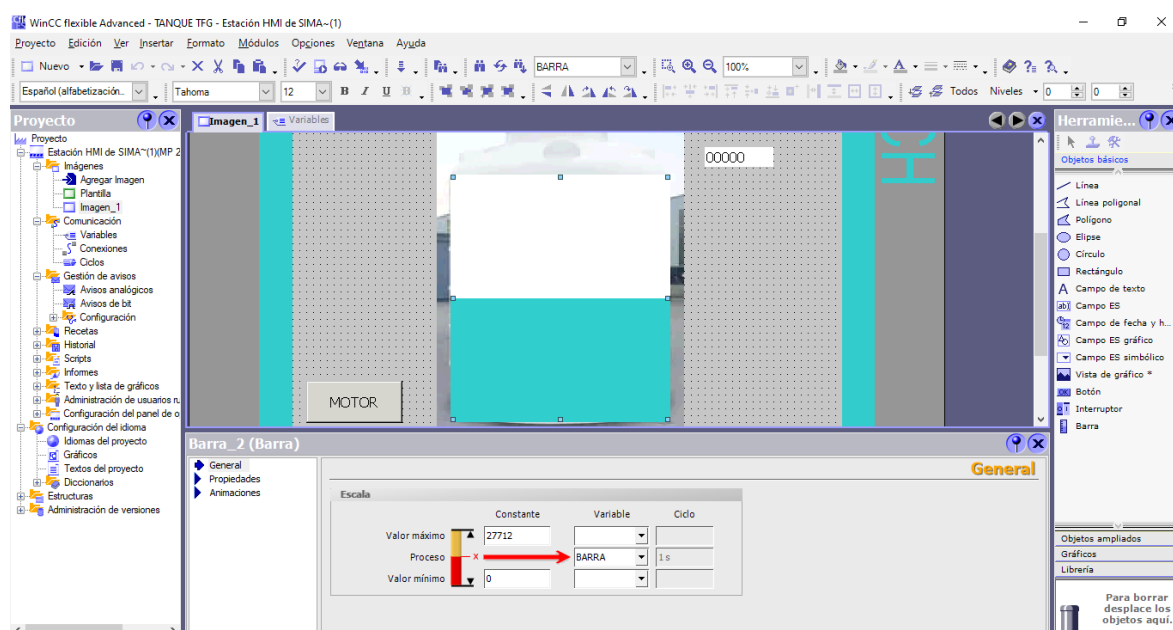 WinCC flexible Advanced - TANQUE TFG - Estación HMI de SIMA~(1)
Proyecto Edición Ver Insertar Formato Módulos Opciones Ventana Ayuda
Nuevo BARRA 100%
Español (alfabetización.. Tahoma 12 B I U Todos Niveles 0 0
Proyecto
Proyecto
Estación HMI de SIMA~(1)(MP 2
Imágenes
Agregar Imagen
Plantilla
Imagen_1
Comunicación
Variables
Conexiones
Ciclos
Gestión de avisos
Avisos analógicos
Avisos de bit
Configuración
Recetas
Historial
Scripts
Informes
Texto y lista de gráficos
Administración de usuarios ru
Configuración del panel de o
Configuración del idioma
Idiomas del proyecto
Gráficos
Textos del proyecto
Diccionarios
Estructuras
Administración de versiones
Imagen_1 Variables
00000
MOTOR
Barra_2 (Barra)
General
Propiedades
Animaciones
General
Escala
Constante Variable Ciclo
Valor máximo 27712
Proceso x BARRA 1 s
Valor mínimo 0
Herramie...
Objetos básicos
Línea
Línea poligonal
Polígono
Elipse
Círculo
Rectángulo
A Campo de texto
ab Campo ES
Campo de fecha y h...
Campo ES gráfico
Campo ES simbólico
Vista de gráfico *
OK Botón
Interruptor
Barra
Objetos ampliados
Gráficos
Librería
Para borrar
desplace los
objetos aquí.